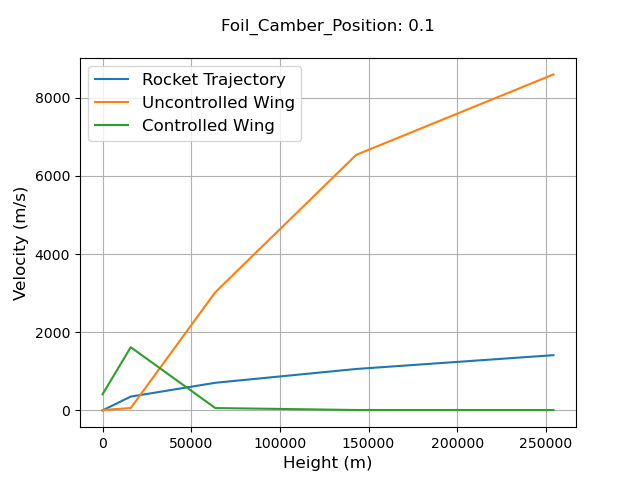 Foil_Camber_Position: 0.1
Rocket Trajectory
Uncontrolled Wing
Controlled Wing
8000
6000
4000
2000
0
Velocity (m/s)
0 50000 100000 150000 200000 250000
Height (m)